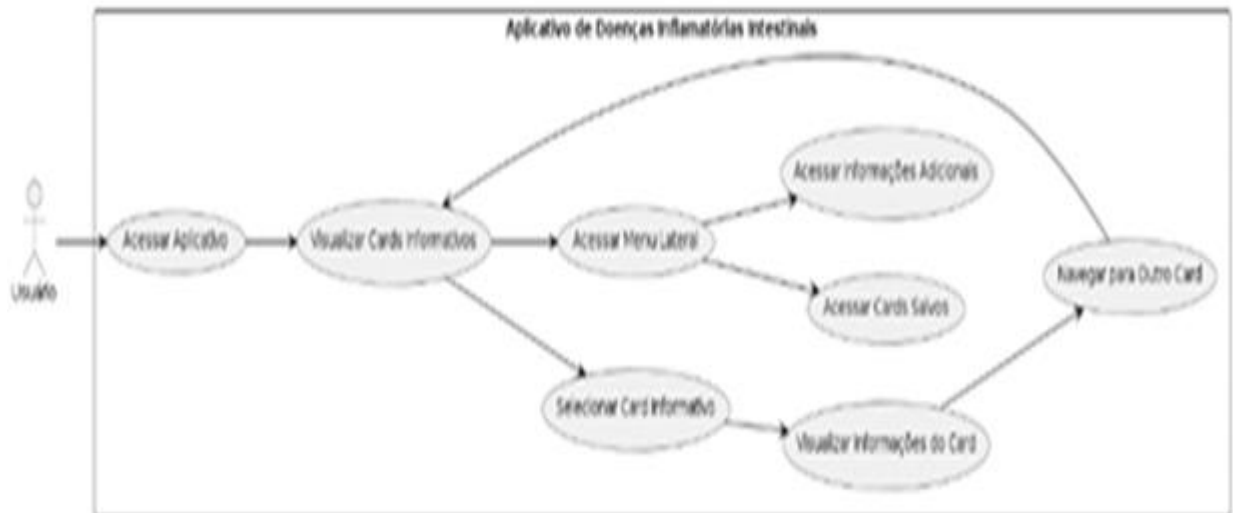 Aplicativo de Doenças Inflamatórias Intestinais
Acessar Informações Adicionais
Acessar Aplicativo
Visualizar Cards Informativos
Acessar Menu Lateral
Navegar para Outro Card
Usuário
Acessar Cards Salvos
Selecionar Card Informativo
Visualizar Informações do Card